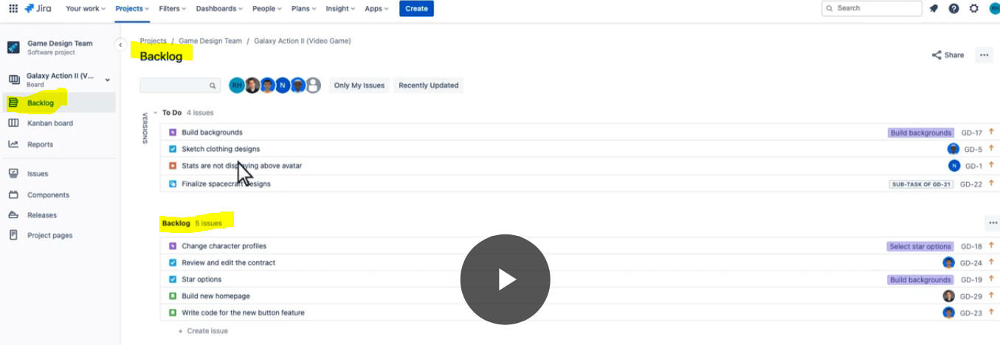 Jira Your work Projects Filters Dashboards People Plans Insight Apps Create Search RH
Game Design Team
Software project
Galaxy Action II (V...
Board
Backlog
Kanban board
Reports
Issues
Components
Releases
Project pages
Projects / Game Design Team / Galaxy Action II (Video Game)
Backlog
Share
RH N Only My Issues Recently Updated
VERSIONS
To Do 4 issues
Build backgrounds Build backgrounds GD-17
Sketch clothing designs GD-5
Stats are not displaying above avatar N GD-1
Finalize spacecraft designs SUB-TASK OF GD-21 GD-22
Backlog 5 issues
Change character profiles Select star options GD-18
Review and edit the contract GD-24
Star options Build backgrounds GD-19
Build new homepage GD-29
Write code for the new button feature GD-23
+ Create issue